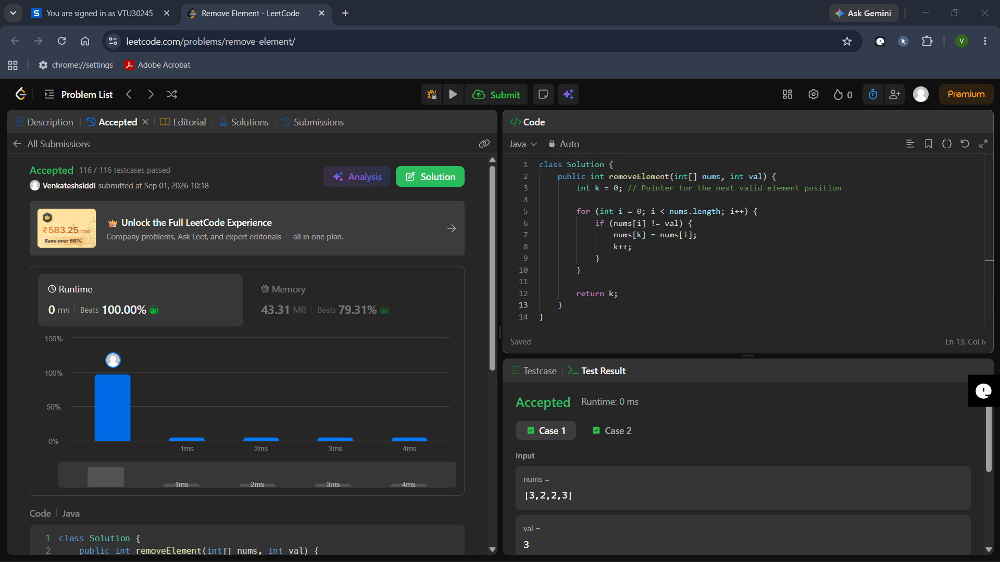 You are signed in as VTU30245
Remove Element - LeetCode
Ask Gemini
leetcode.com/problems/remove-element/
V
chrome://settings
Adobe Acrobat
Problem List
Submit
0
Premium
Description
Accepted
Editorial
Solutions
Submissions
All Submissions
Accepted 116 / 116 testcases passed
Venkateshsiddi submitted at Sep 01, 2026 10:18
Analysis
Solution
₹583.25/mo
Save over 56%
Unlock the Full LeetCode Experience
Company problems, Ask Leet, and expert editorials — all in one plan.
Runtime
0 ms Beats 100.00%
Memory
43.31 MB Beats 79.31%
150%
100%
50%
0%
1ms 2ms 3ms 4ms
1ms 2ms 3ms 4ms
Code Java
1 class Solution {
2 public int removeElement(int[] nums, int val) {
</> Code
Java Auto
1 class Solution {
2 public int removeElement(int[] nums, int val) {
3 int k = 0; // Pointer for the next valid element position
4
5 for (int i = 0; i < nums.length; i++) {
6 if (nums[i] != val) {
7 nums[k] = nums[i];
8 k++;
9 }
10 }
11
12 return k;
13 }
14 }
Saved
Ln 13, Col 6
Testcase
Test Result
Accepted Runtime: 0 ms
Case 1
Case 2
Input
nums =
[3,2,2,3]
val =
3